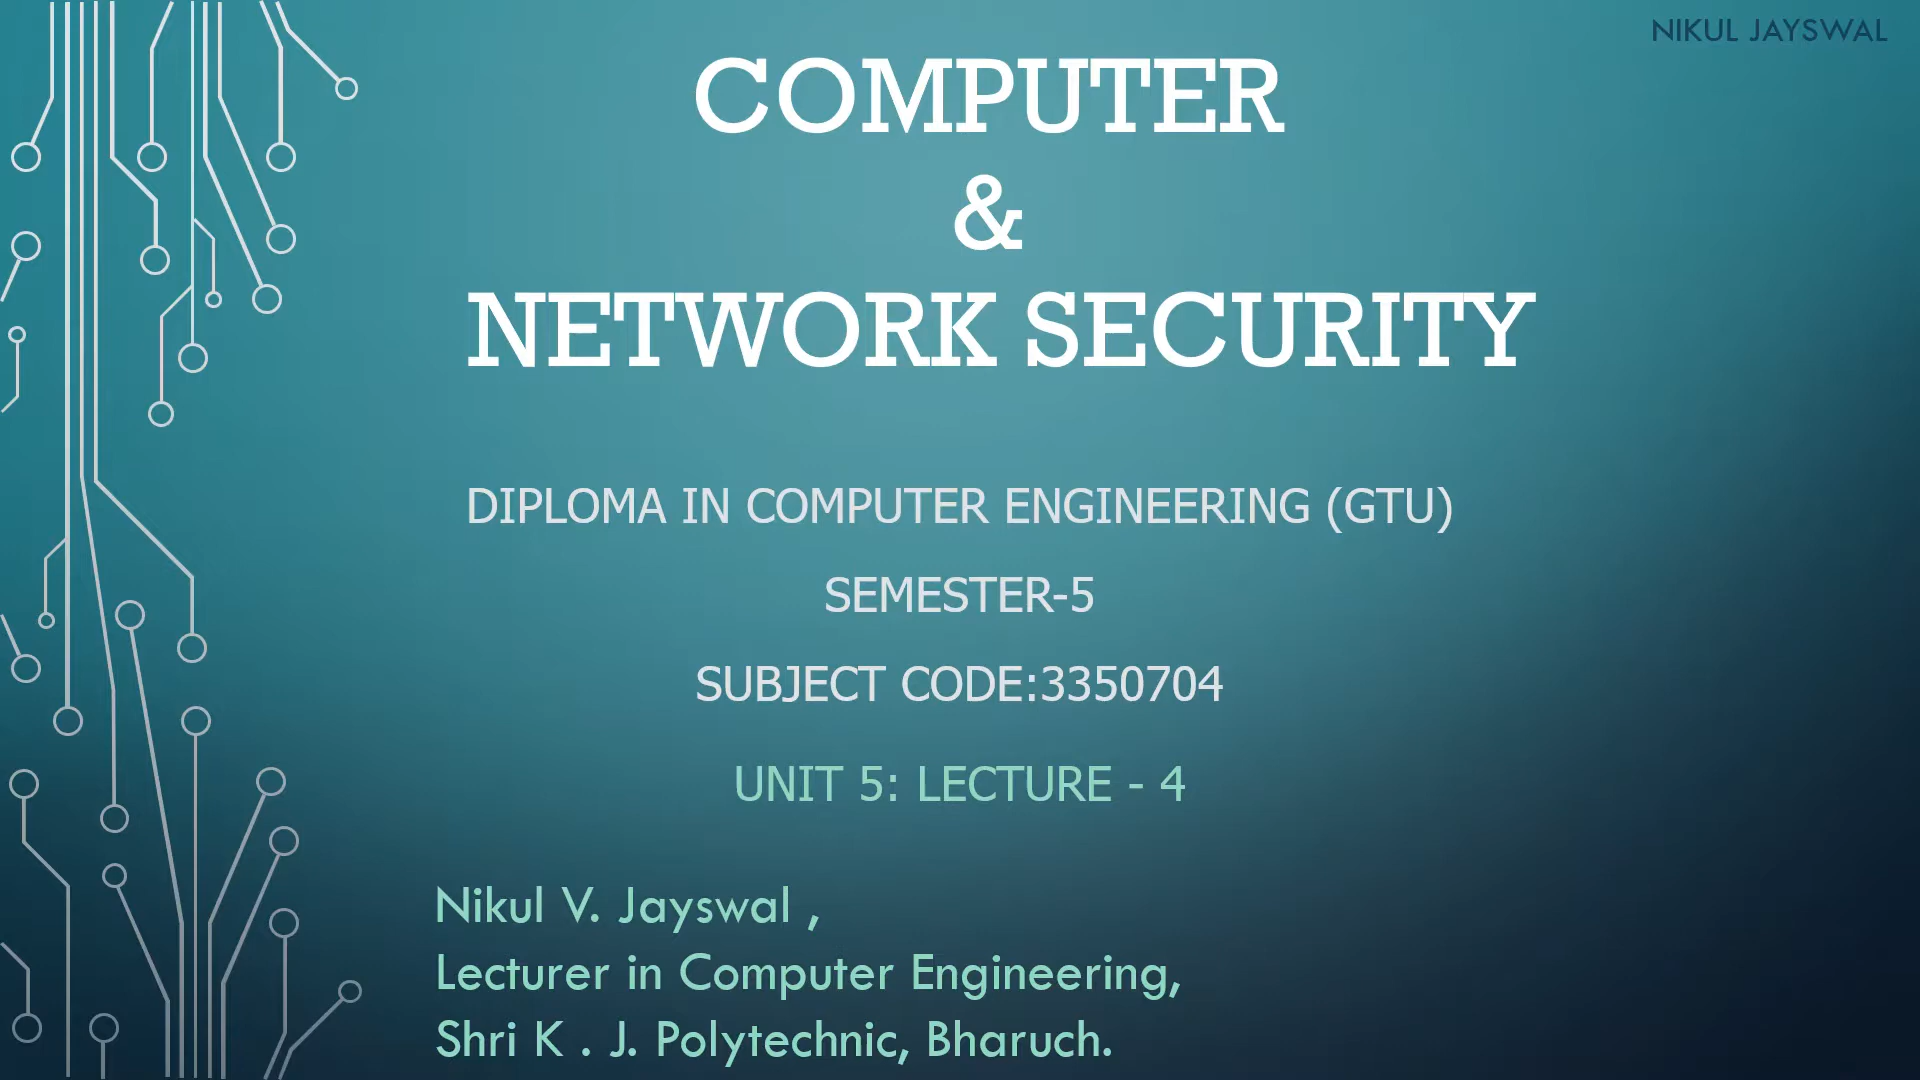 NIKUL JAYSWAL
COMPUTER
&
NETWORK SECURITY
DIPLOMA IN COMPUTER ENGINEERING (GTU)
SEMESTER-5
SUBJECT CODE:3350704
UNIT 5: LECTURE - 4
Nikul V. Jayswal ,
Lecturer in Computer Engineering,
Shri K . J. Polytechnic, Bharuch.